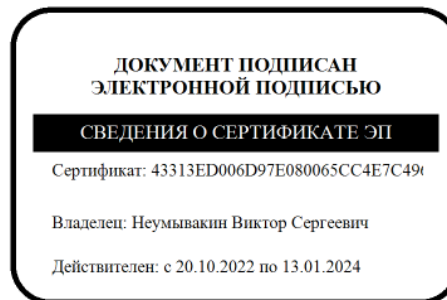 ДОКУМЕНТ ПОДПИСАН
ЭЛЕКТРОННОЙ ПОДПИСЬЮ
СВЕДЕНИЯ О СЕРТИФИКАТЕ ЭП
Сертификат: 43313ED006D97E080065CC4E7C496
Владелец: Неумывакин Виктор Сергеевич
Действителен: с 20.10.2022 по 13.01.2024